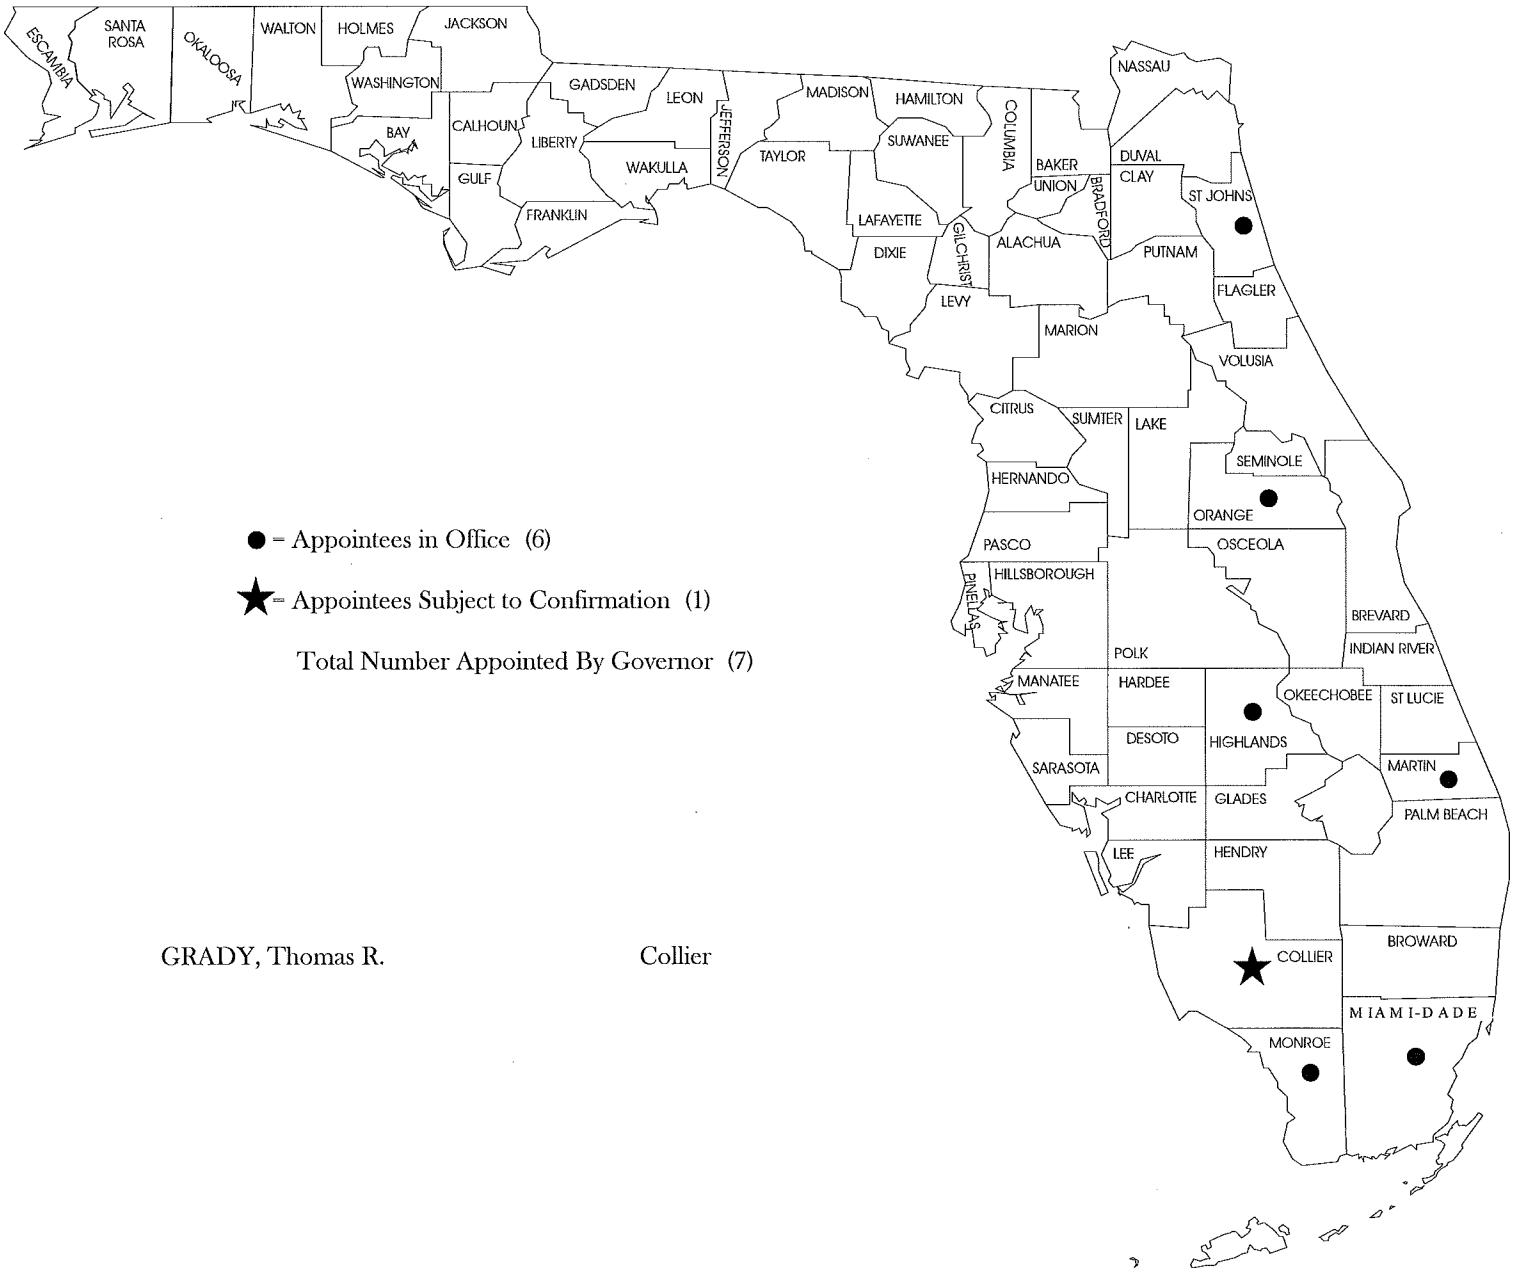 ESCAMBIA
SANTA
ROSA
OKALOOSA
WALTON
HOLMES
JACKSON
WASHINGTON
BAY
CALHOUN
GULF
GADSDEN
LIBERTY
FRANKLIN
LEON
WAKULLA
JEFFERSON
MADISON
TAYLOR
HAMILTON
SUWANEE
LAFAYETTE
DIXIE
COLUMBIA
GILCHRIST
LEVY
BAKER
UNION
BRADFORD
ALACHUA
NASSAU
DUVAL
CLAY
ST JOHNS
PUTNAM
FLAGLER
MARION
VOLUSIA
CITRUS
SUMTER
LAKE
HERNANDO
SEMINOLE
ORANGE
PASCO
OSCEOLA
PINELLAS
HILLSBOROUGH
POLK
BREVARD
INDIAN RIVER
MANATEE
HARDEE
OKEECHOBEE
ST LUCIE
DESOTO
HIGHLANDS
SARASOTA
MARTIN
CHARLOTTE
GLADES
PALM BEACH
LEE
HENDRY
BROWARD
COLLIER
MIAMI-DADE
MONROE
= Appointees in Office (6)
= Appointees Subject to Confirmation (1)
Total Number Appointed By Governor (7)
GRADY, Thomas R. Collier